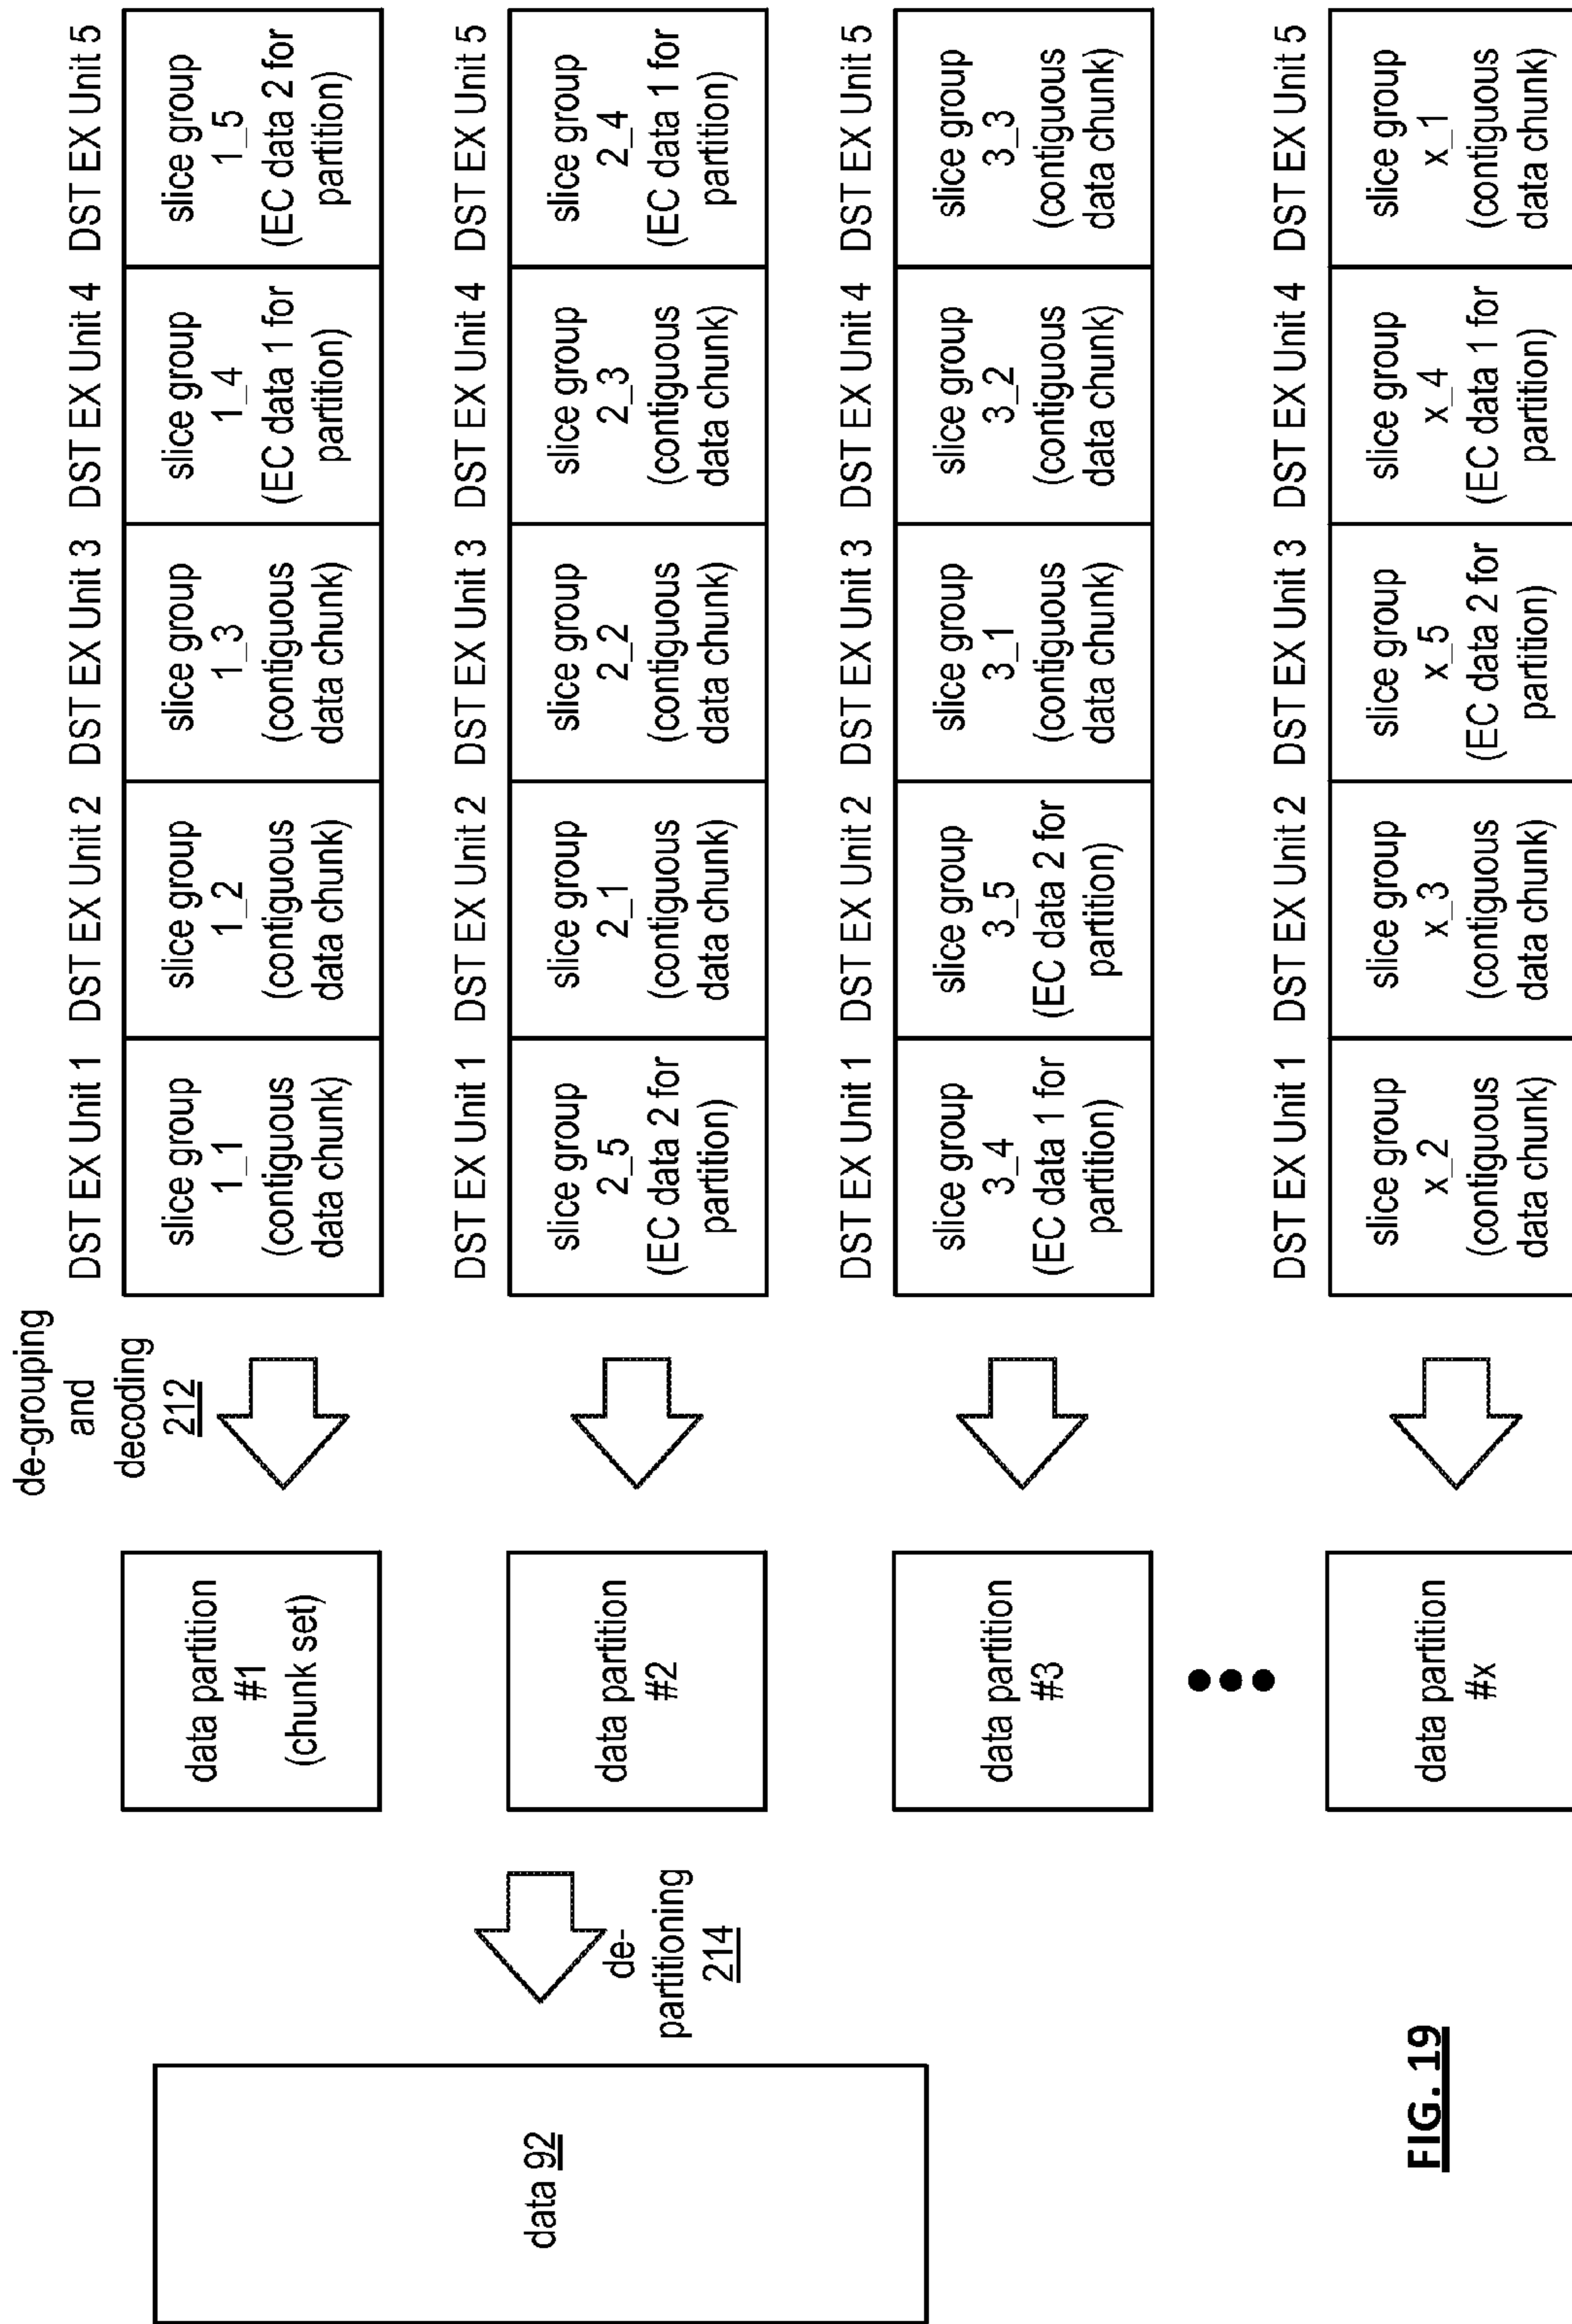 de-grouping
and
decoding
212
data 92
de-
partitioning
214
data partition
#1
(chunk set)
DST EX Unit 1
DST EX Unit 2
DST EX Unit 3
DST EX Unit 4
DST EX Unit 5
slice group
1_1
(contiguous
data chunk)
slice group
1_2
(contiguous
data chunk)
slice group
1_3
(contiguous
data chunk)
slice group
1_4
(EC data 1 for
partition)
slice group
1_5
(EC data 2 for
partition)
data partition
#2
DST EX Unit 1
DST EX Unit 2
DST EX Unit 3
DST EX Unit 4
DST EX Unit 5
slice group
2_5
(EC data 2 for
partition)
slice group
2_1
(contiguous
data chunk)
slice group
2_2
(contiguous
data chunk)
slice group
2_3
(contiguous
data chunk)
slice group
2_4
(EC data 1 for
partition)
data partition
#3
DST EX Unit 1
DST EX Unit 2
DST EX Unit 3
DST EX Unit 4
DST EX Unit 5
slice group
3_4
(EC data 1 for
partition)
slice group
3_5
(EC data 2 for
partition)
slice group
3_1
(contiguous
data chunk)
slice group
3_2
(contiguous
data chunk)
slice group
3_3
(contiguous
data chunk)
data partition
#x
DST EX Unit 1
DST EX Unit 2
DST EX Unit 3
DST EX Unit 4
DST EX Unit 5
slice group
x_2
(contiguous
data chunk)
slice group
x_3
(contiguous
data chunk)
slice group
x_5
(EC data 2 for
partition)
slice group
x_4
(EC data 1 for
partition)
slice group
x_1
(contiguous
data chunk)
FIG. 19